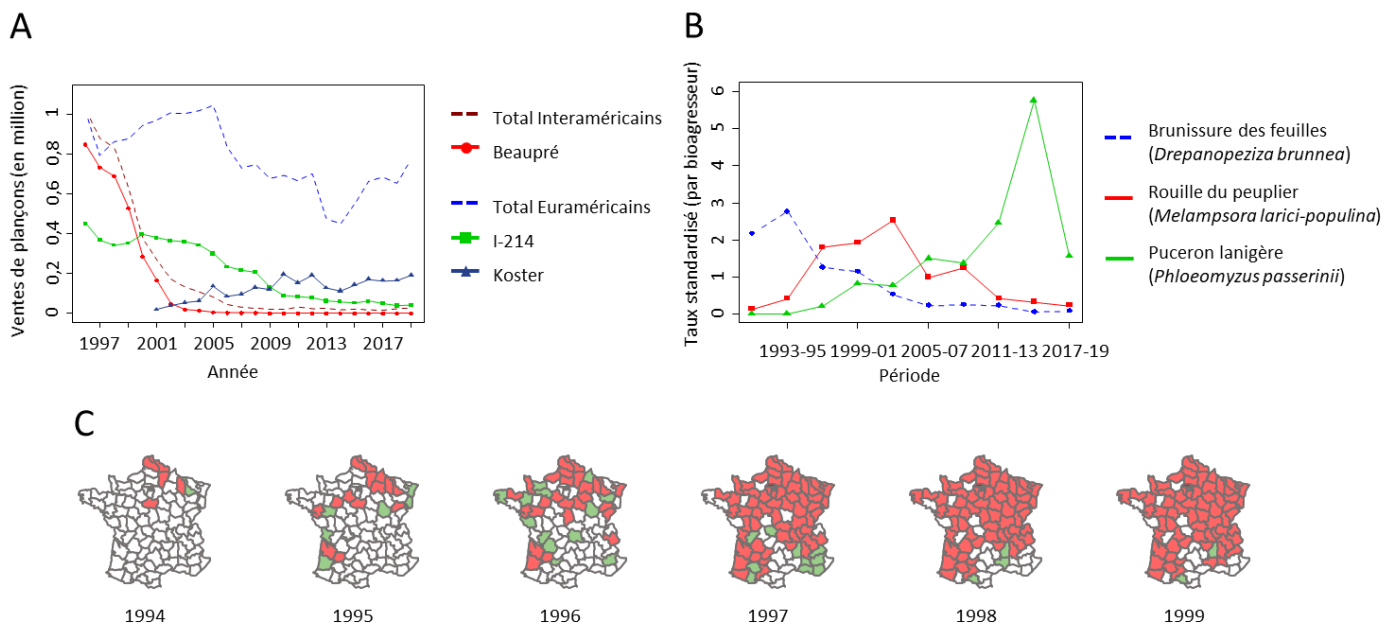 A
Ventes de plançons (en million)
1
0,8
0,6
0,4
0,2
0
1997 2001 2005 2009 2013 2017
Année
Total Interaméricains
Beaupré
Total Euraméricains
I-214
Koster
B
Taux standardisé (par bioagresseur)
6
5
4
3
2
1
0
1993-95 1999-01 2005-07 2011-13 2017-19
Période
Brunissure des feuilles
(Drepanopeziza brunnea)
Rouille du peuplier
(Melampsora larici-populina)
Puceron lanigère
(Phloeomyzus passerinii)
C
1994 1995 1996 1997 1998 1999